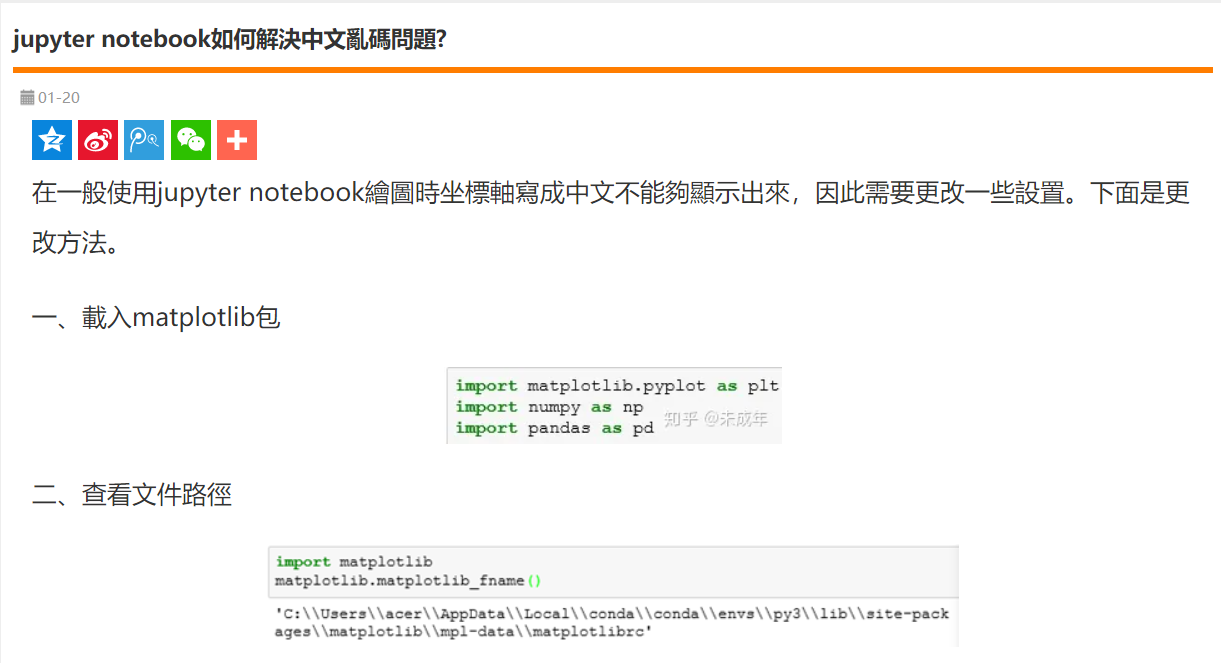 jupyter notebook如何解決中文亂碼問題?
01-20
在一般使用jupyter notebook繪圖時坐標軸寫成中文不能夠顯示出來，因此需要更改一些設置。下面是更
改方法。
一、載入matplotlib包
import matplotlib.pyplot as plt
import numpy as np
import pandas as pd
知乎 @未成年
二、查看文件路徑
import matplotlib
matplotlib.matplotlib_fname()
'C:\\Users\\acer\\AppData\\Local\\conda\\conda\\envs\\py3\\lib\\site-pack
ages\\matplotlib\\mpl-data\\matplotlibrc'